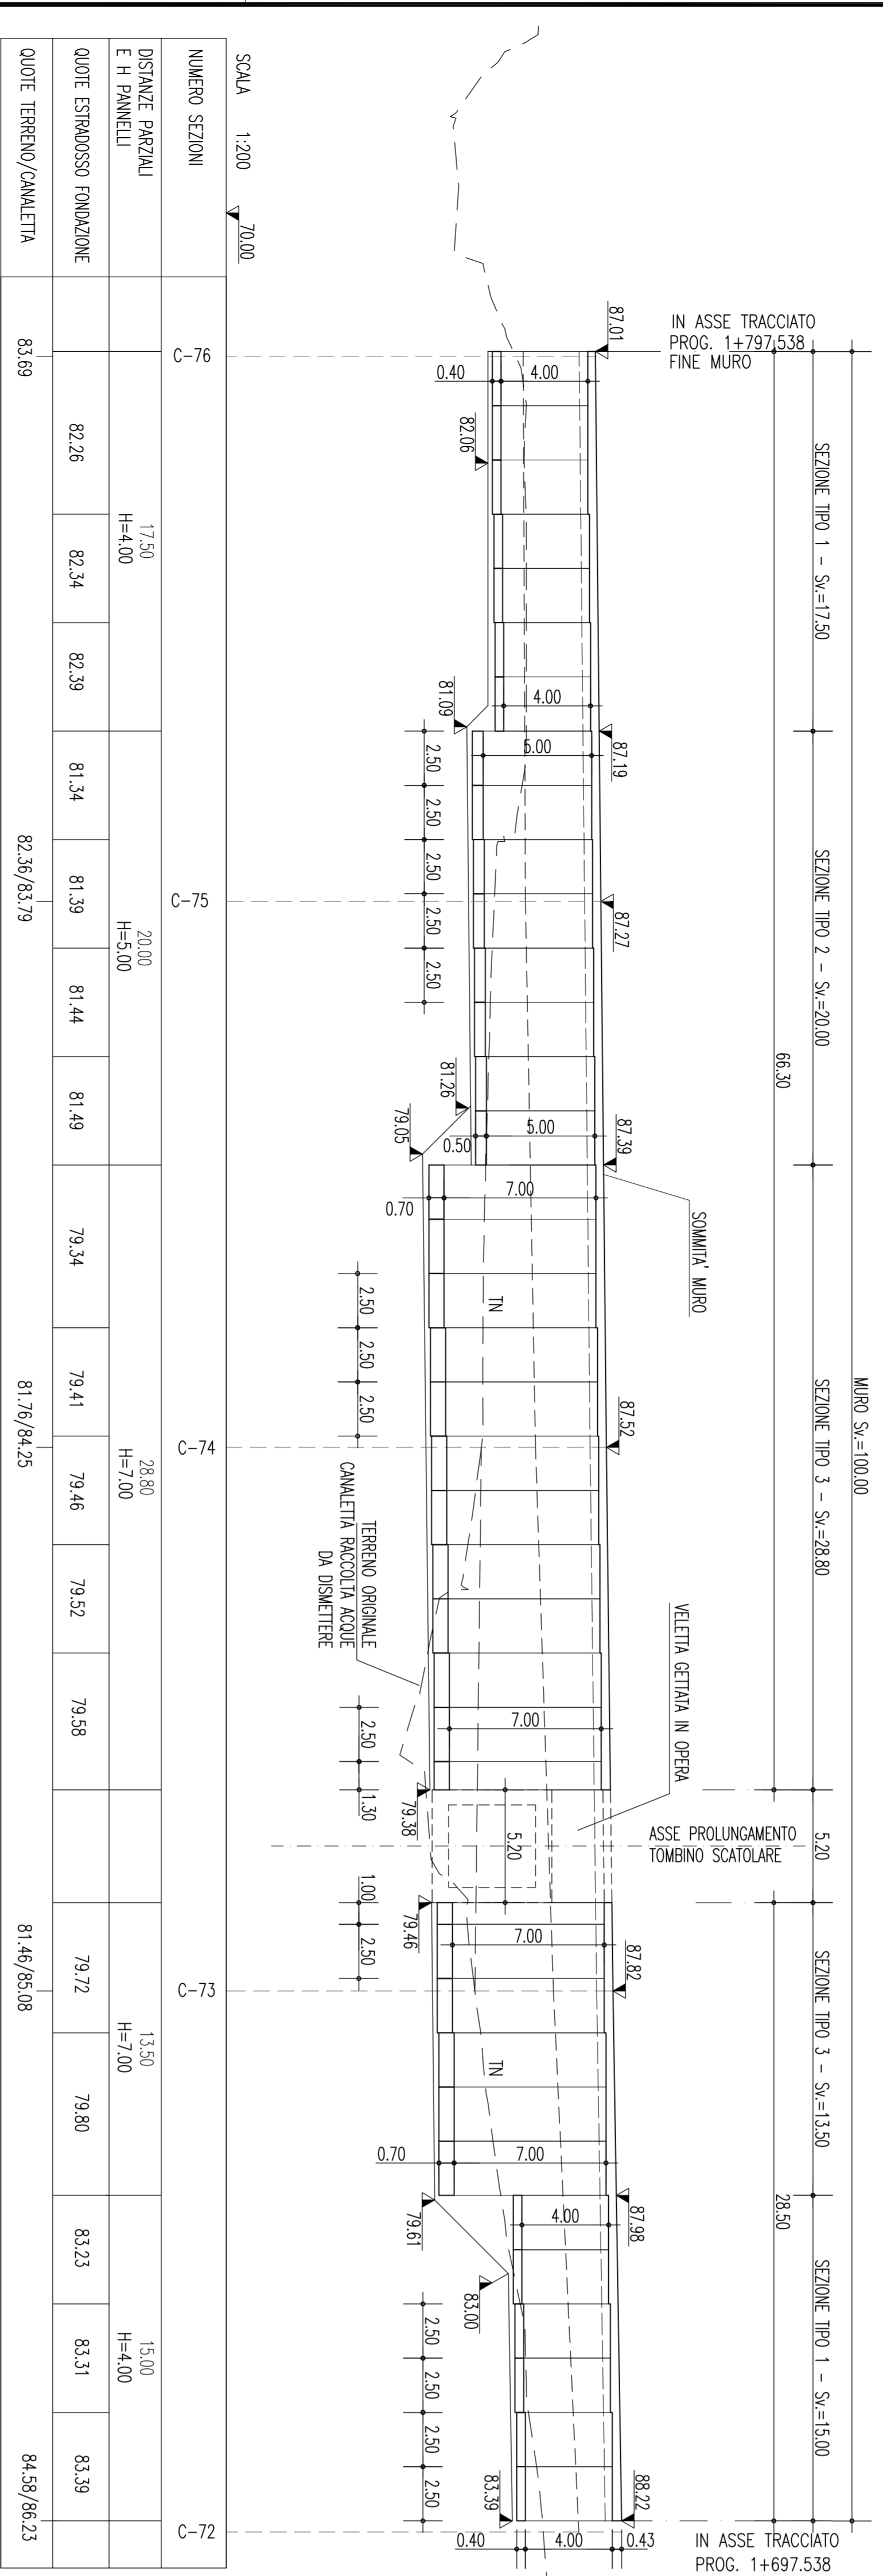 IN ASSE TRACCIATO
PROG. 1+797,538
FINE MURO
87.01
MURO Sv.=100.00
66.30
28.50
SEZIONE TIPO 1 - Sv.=17.50
SEZIONE TIPO 2 - Sv.=20.00
SEZIONE TIPO 3 - Sv.=28.80
5.20
SEZIONE TIPO 3 - Sv.=13.50
SEZIONE TIPO 1 - Sv.=15.00
IN ASSE TRACCIATO
PROG. 1+697.538
87.19
87.27
87.39
87.52
87.82
87.98
88.22
SOMMITA' MURO
VELETTA GETTATA IN OPERA
ASSE PROLUNGAMENTO
TOMBINO SCATOLARE
0.40
4.00
4.00
5.00
5.00
0.50
7.00
0.70
7.00
5.20
7.00
7.00
0.70
4.00
0.40
4.00
0.43
TN
TN
82.06
81.09
81.26
79.05
79.38
79.46
79.61
83.00
83.39
2.50
2.50
2.50
2.50
2.50
2.50
2.50
2.50
2.50
1.30
1.00
2.50
2.50
2.50
2.50
2.50
TERRENO ORIGINALE
CANALETTA RACCOLTA ACQUE
DA DISMETTERE
SCALA 1:200
70.00
NUMERO SEZIONI
C-76
C-75
C-74
C-73
C-72
DISTANZE PARZIALI
E H PANNELLI
17.50
H=4.00
20.00
H=5.00
28.80
H=7.00
13.50
H=7.00
15.00
H=4.00
QUOTE ESTRADOSSO FONDAZIONE
82.26
82.34
82.39
81.34
81.39
81.44
81.49
79.34
79.41
79.46
79.52
79.58
79.72
79.80
83.23
83.31
83.39
QUOTE TERRENO/CANALETTA
83.69
82.36/83.79
81.76/84.25
81.46/85.08
84.58/86.23